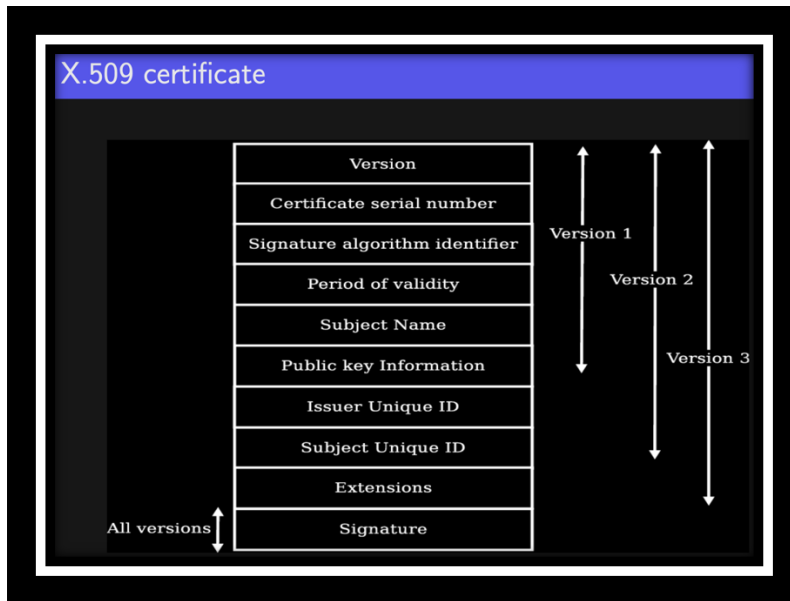 X.509 certificate
Version
Certificate serial number
Signature algorithm identifier
Period of validity
Subject Name
Public key Information
Issuer Unique ID
Subject Unique ID
Extensions
Signature
Version 1
Version 2
Version 3
All versions